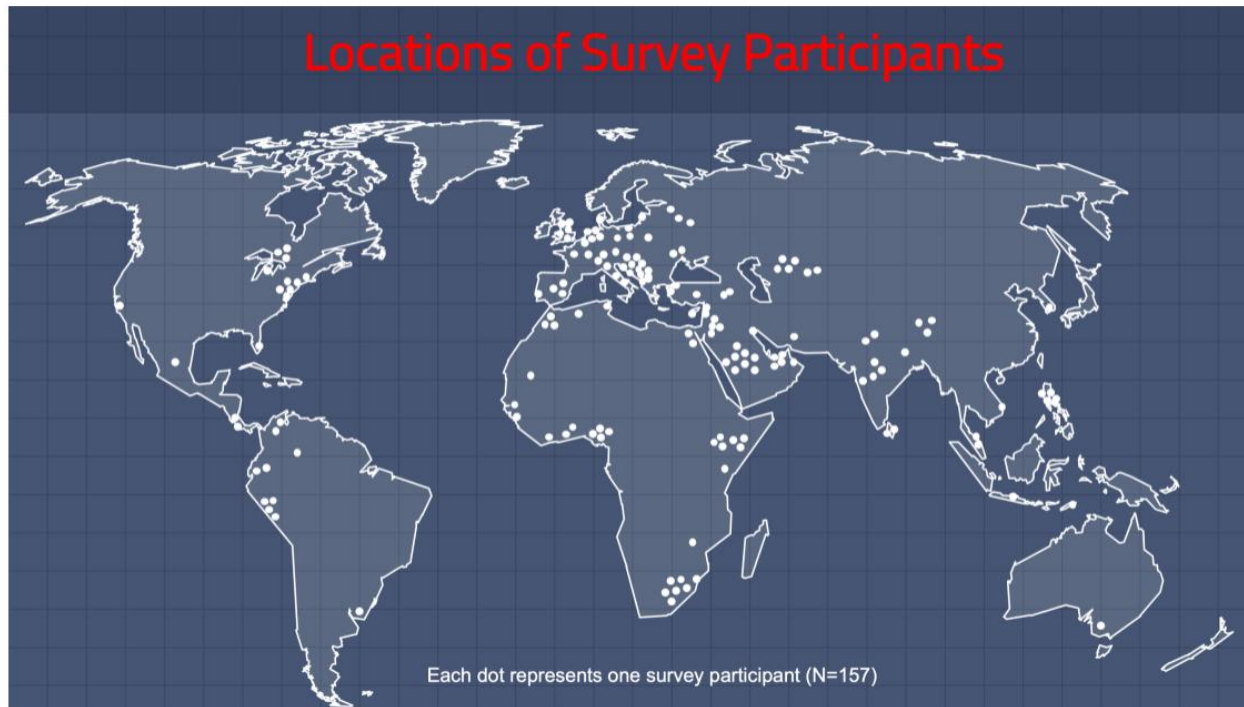 Locations of Survey Participants
Each dot represents one survey participant (N=157)